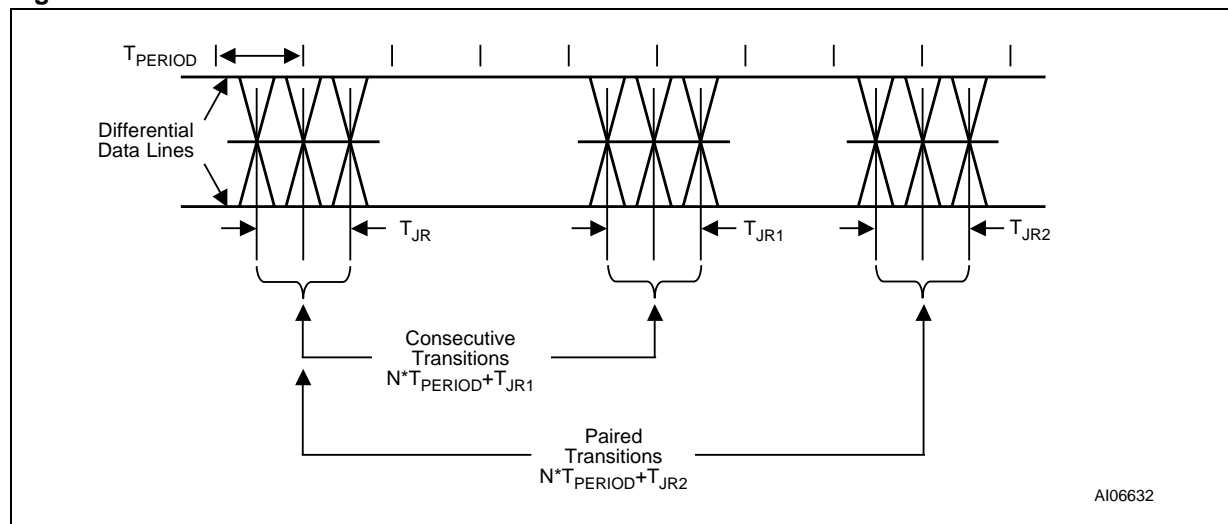 TPERIOD
Differential
Data Lines
TJR
TJR1
TJR2
Consecutive
Transitions
N*TPERIOD+TJR1
Paired
Transitions
N*TPERIOD+TJR2
AI06632